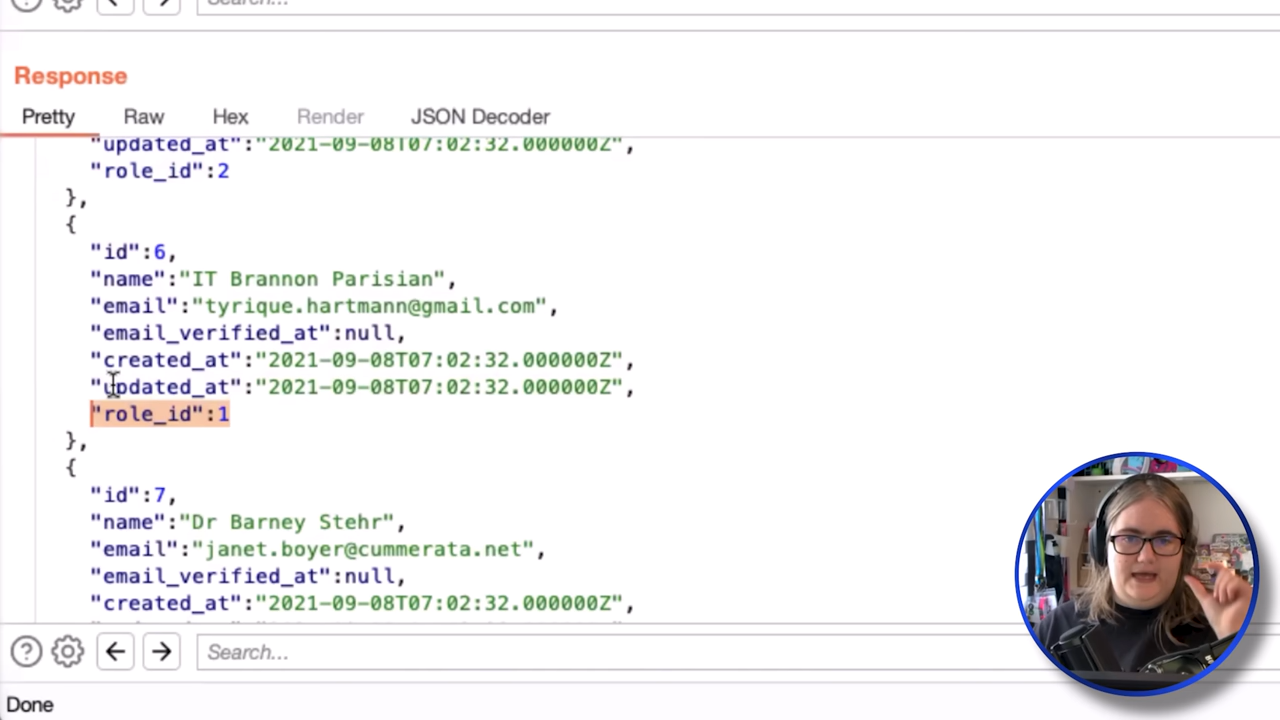 Search...
Response
Pretty Raw Hex Render JSON Decoder
"updated_at":"2021-09-08T07:02:32.000000Z",
"role_id":2
},
{
"id":6,
"name":"IT Brannon Parisian",
"email":"tyrique.hartmann@gmail.com",
"email_verified_at":null,
"created_at":"2021-09-08T07:02:32.000000Z",
"updated_at":"2021-09-08T07:02:32.000000Z",
"role_id":1
},
{
"id":7,
"name":"Dr Barney Stehr",
"email":"janet.boyer@cummerata.net",
"email_verified_at":null,
"created_at":"2021-09-08T07:02:32.000000Z",
? Search...
Done